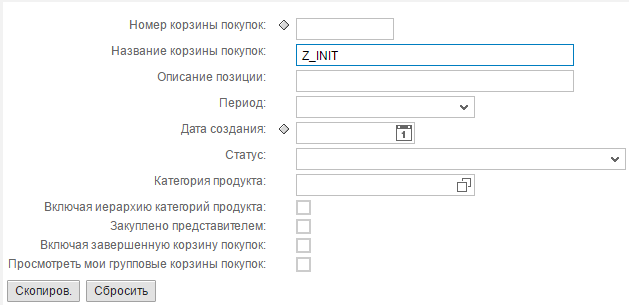 Номер корзины покупок:
Название корзины покупок: Z_INIT
Описание позиции:
Период:
Дата создания: 1
Статус:
Категория продукта:
Включая иерархию категорий продукта:
Закуплено представителем:
Включая завершенную корзину покупок:
Просмотреть мои групповые корзины покупок:
Скопиров. Сбросить